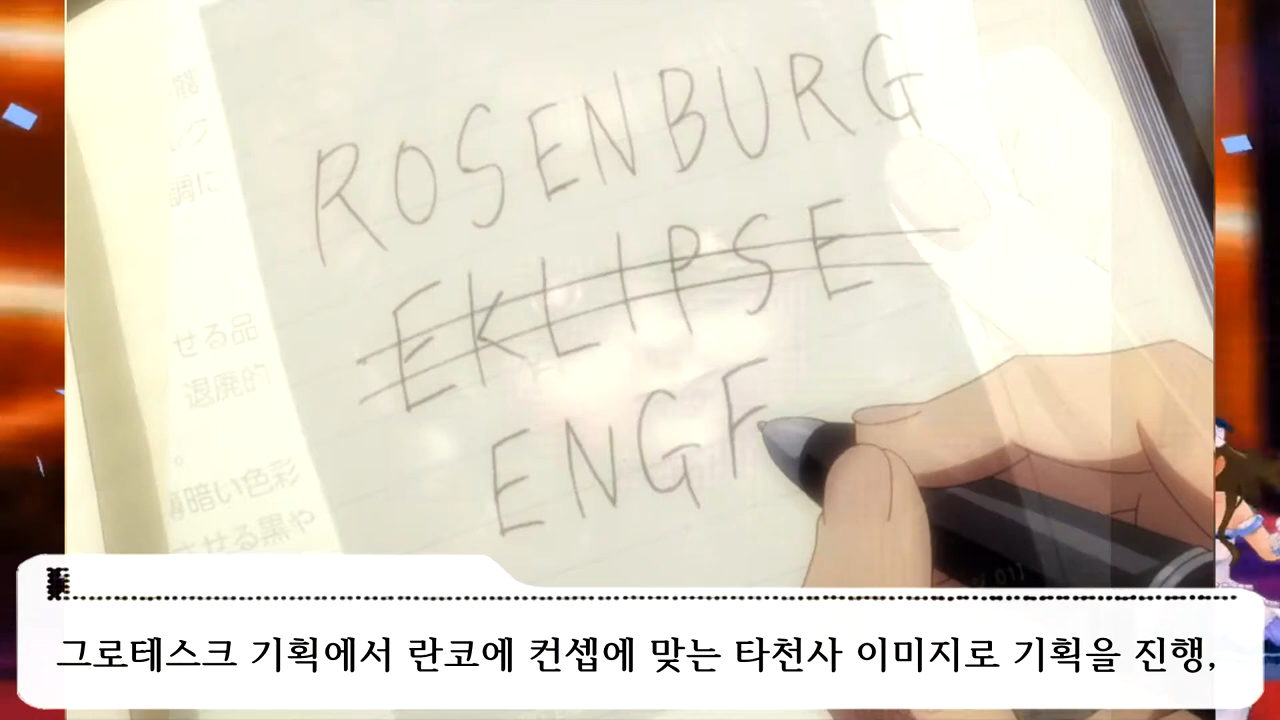 ROSENBURG
EKLIPSE
ENGF
調に
せる品
退廃的
。
暗い色彩
させる黒や
그로테스크 기획에서 란코에 컨셉에 맞는 타천사 이미지로 기획을 진행,